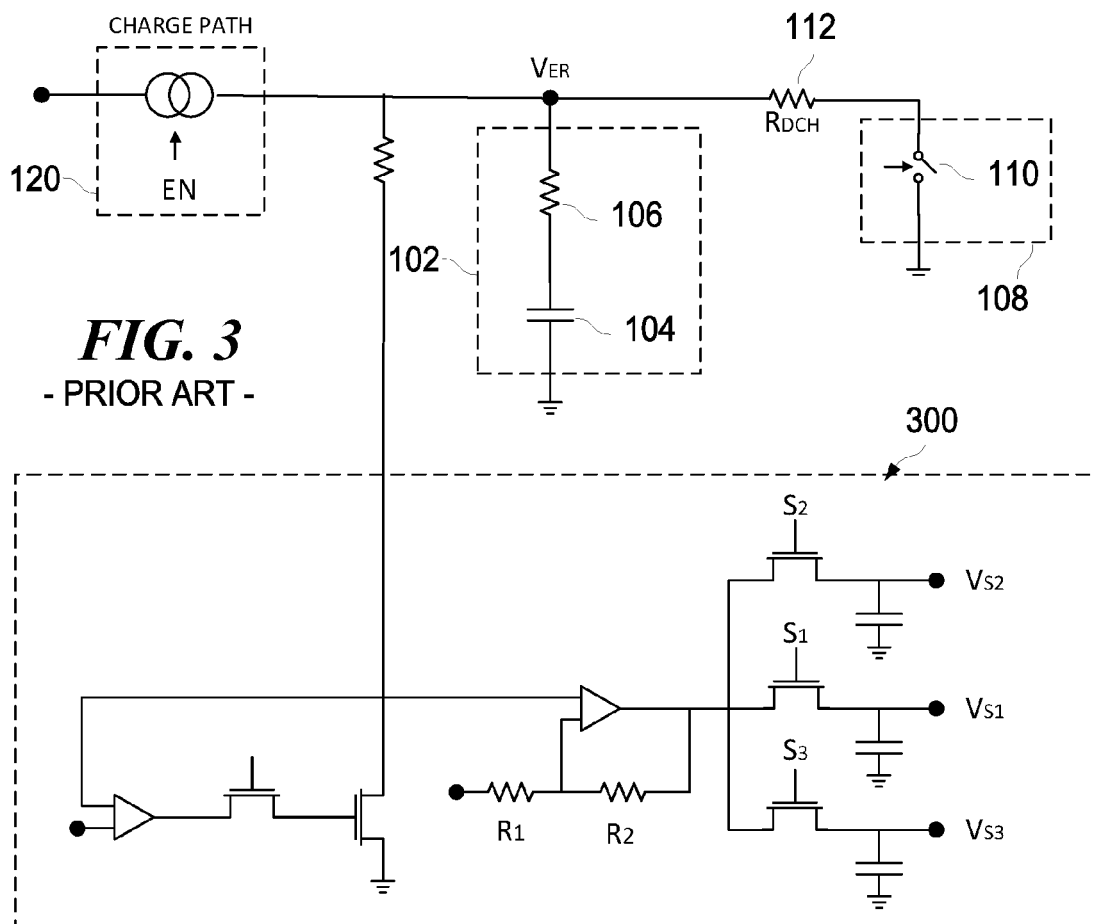 CHARGE PATH
112
VER
RDCH
110
120
EN
106
102
108
104
FIG. 3
- PRIOR ART -
300
S2
VS2
S1
VS1
S3
R1
R2
VS3